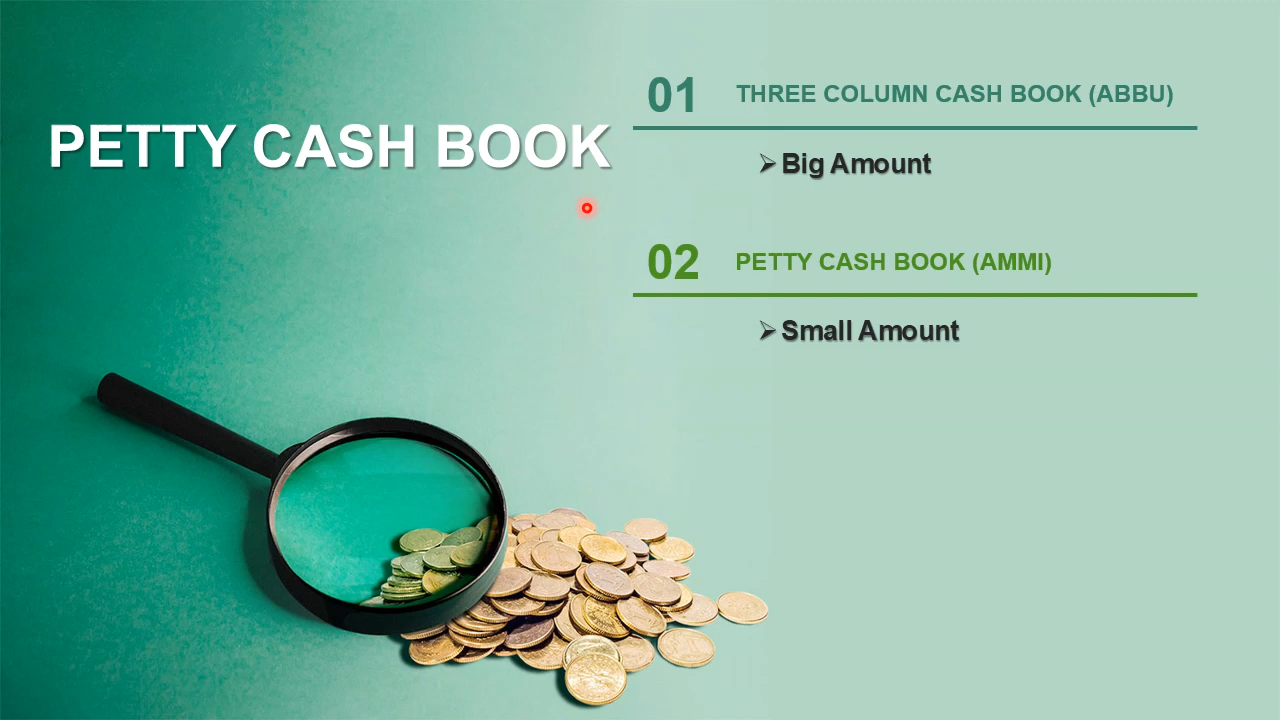 PETTY CASH BOOK
01 THREE COLUMN CASH BOOK (ABBU)
➢ Big Amount
02 PETTY CASH BOOK (AMMI)
➢ Small Amount